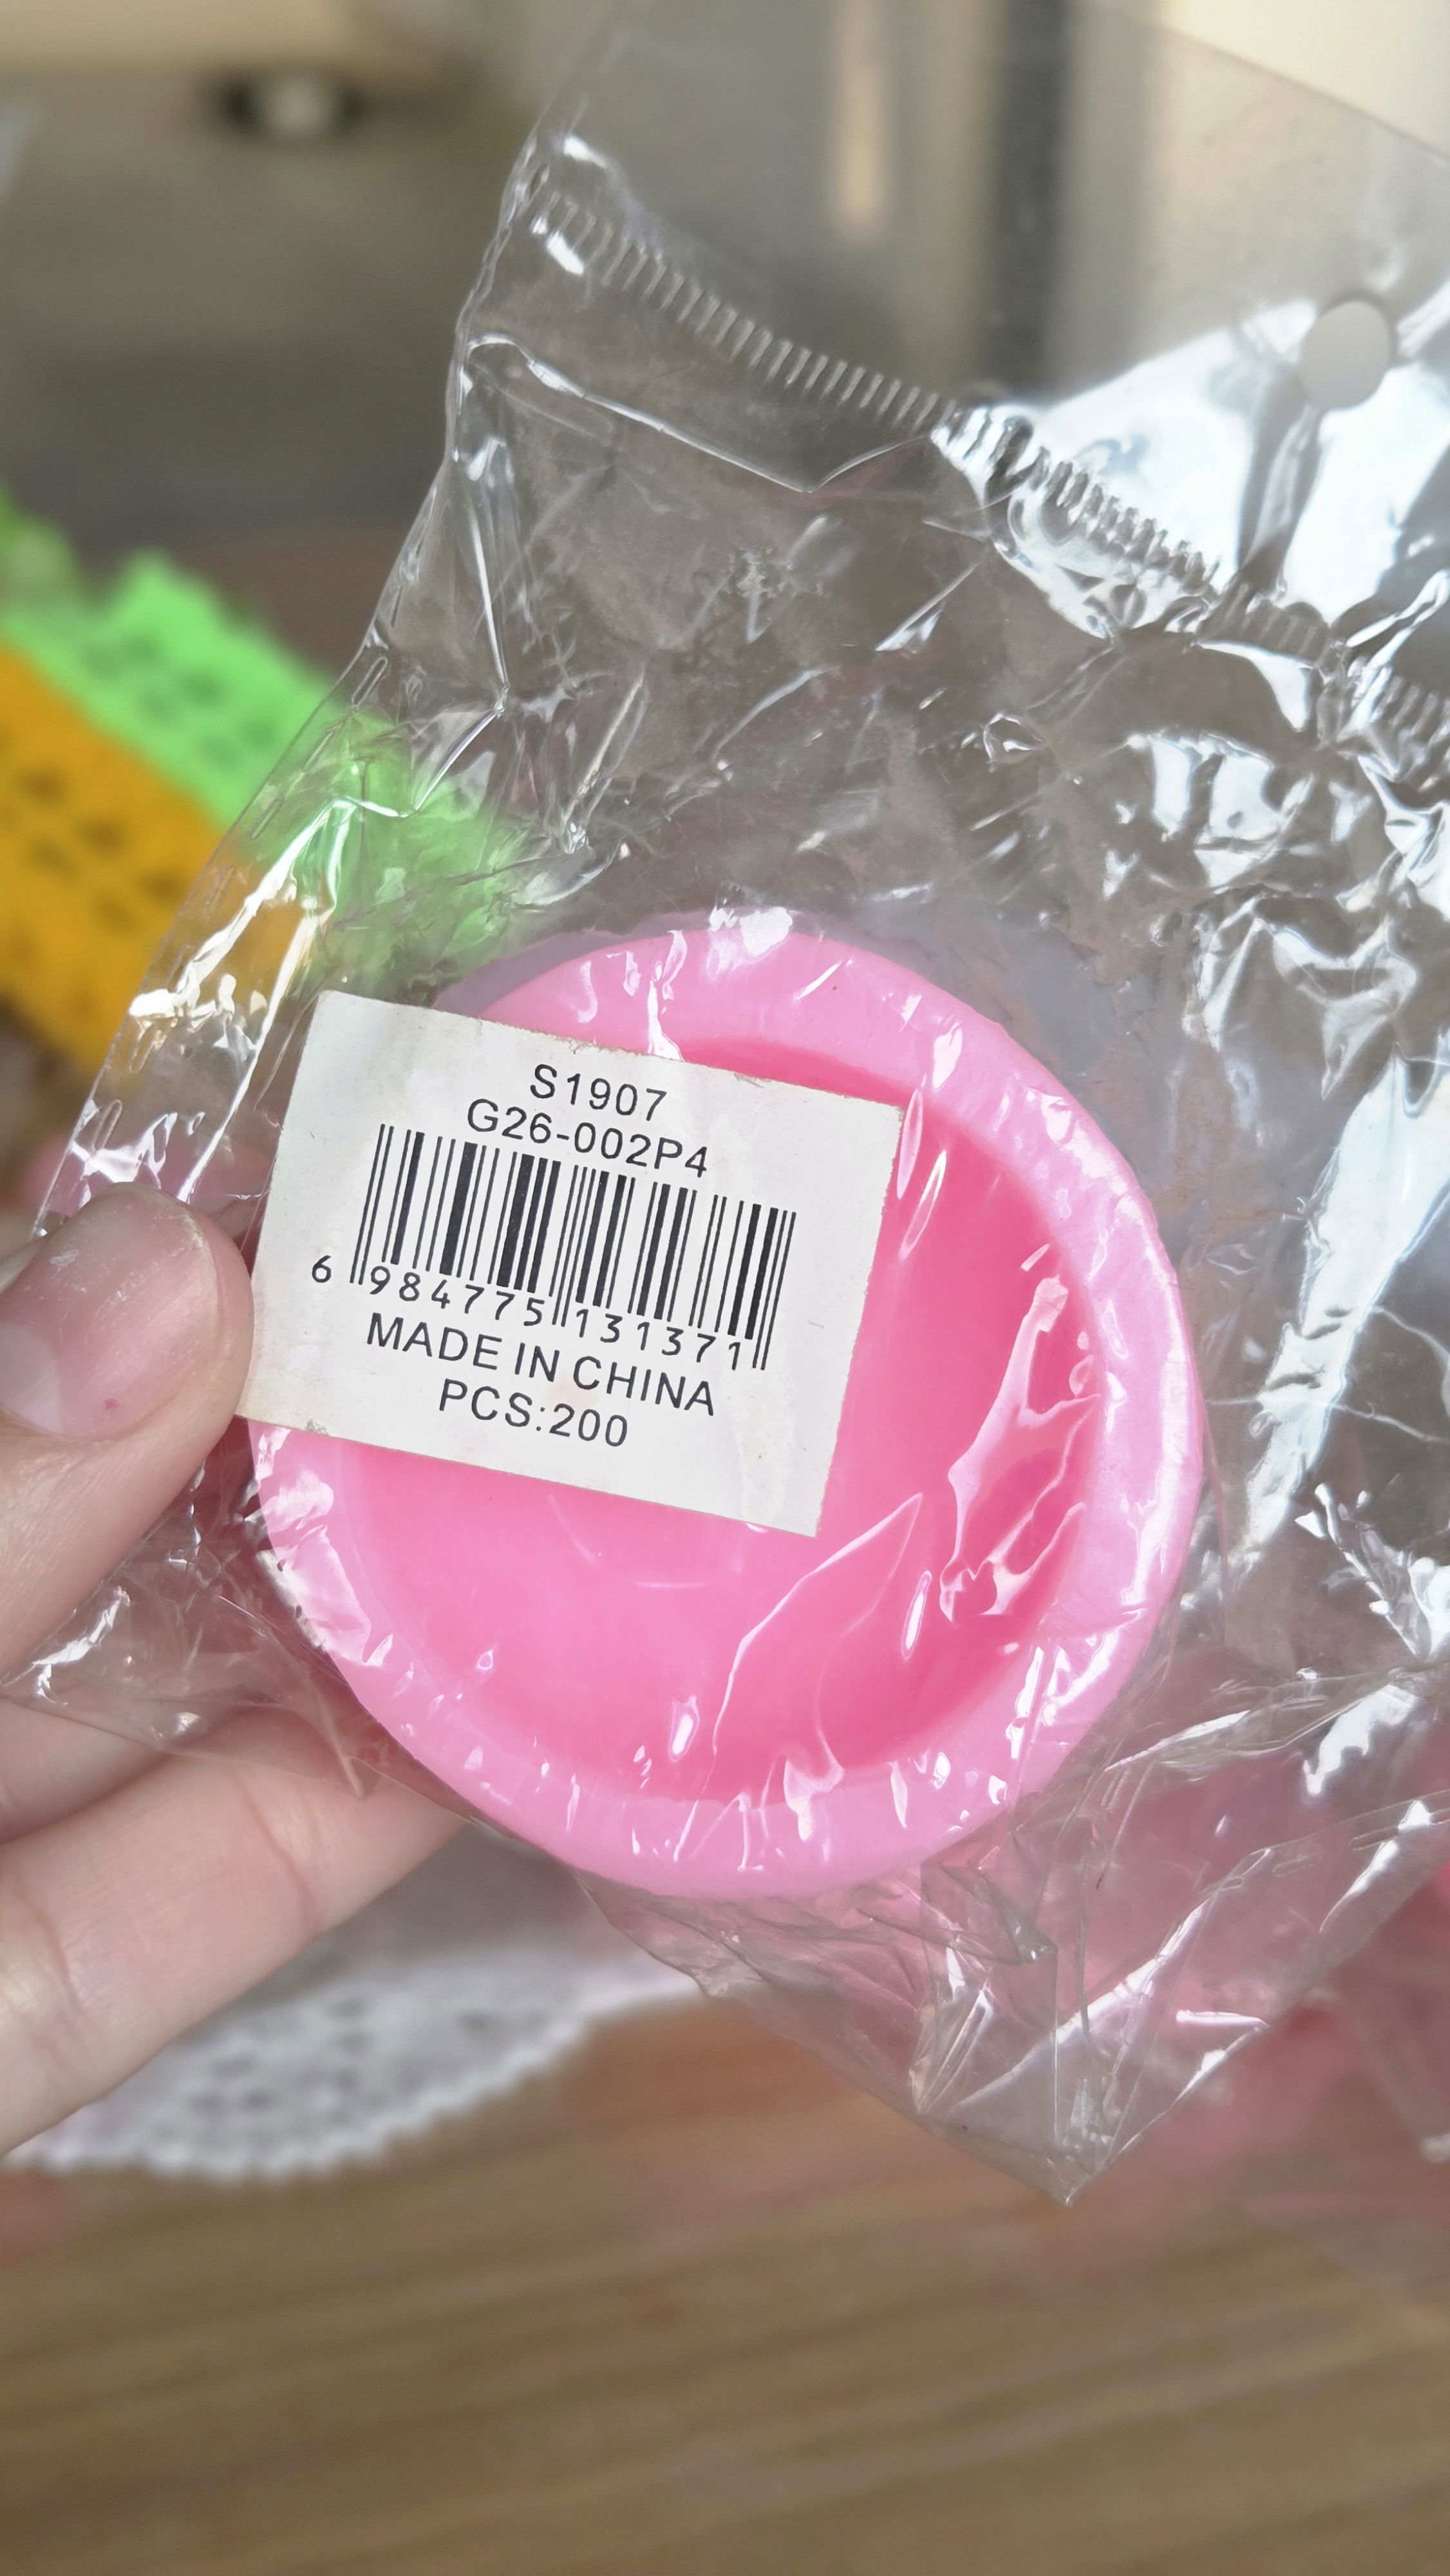 S1907
G26-002P4
6 984775 131371
MADE IN CHINA
PCS:200